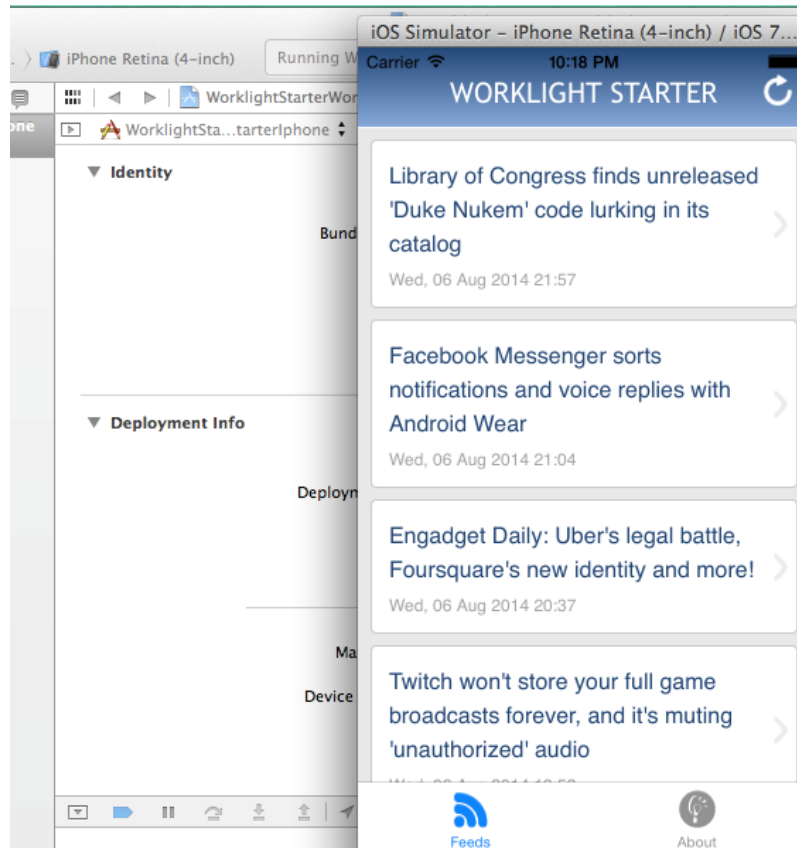 iPhone Retina (4-inch)
Running W
WorklightStarterWor
WorklightSta...tarterIphone
one
Identity
Bund
Deployment Info
Deployn
Ma
Device
iOS Simulator – iPhone Retina (4-inch) / iOS 7...
Carrier 10:18 PM
WORKLIGHT STARTER
Library of Congress finds unreleased
'Duke Nukem' code lurking in its
catalog
Wed, 06 Aug 2014 21:57
Facebook Messenger sorts
notifications and voice replies with
Android Wear
Wed, 06 Aug 2014 21:04
Engadget Daily: Uber's legal battle,
Foursquare's new identity and more!
Wed, 06 Aug 2014 20:37
Twitch won't store your full game
broadcasts forever, and it's muting
'unauthorized' audio
Feeds About